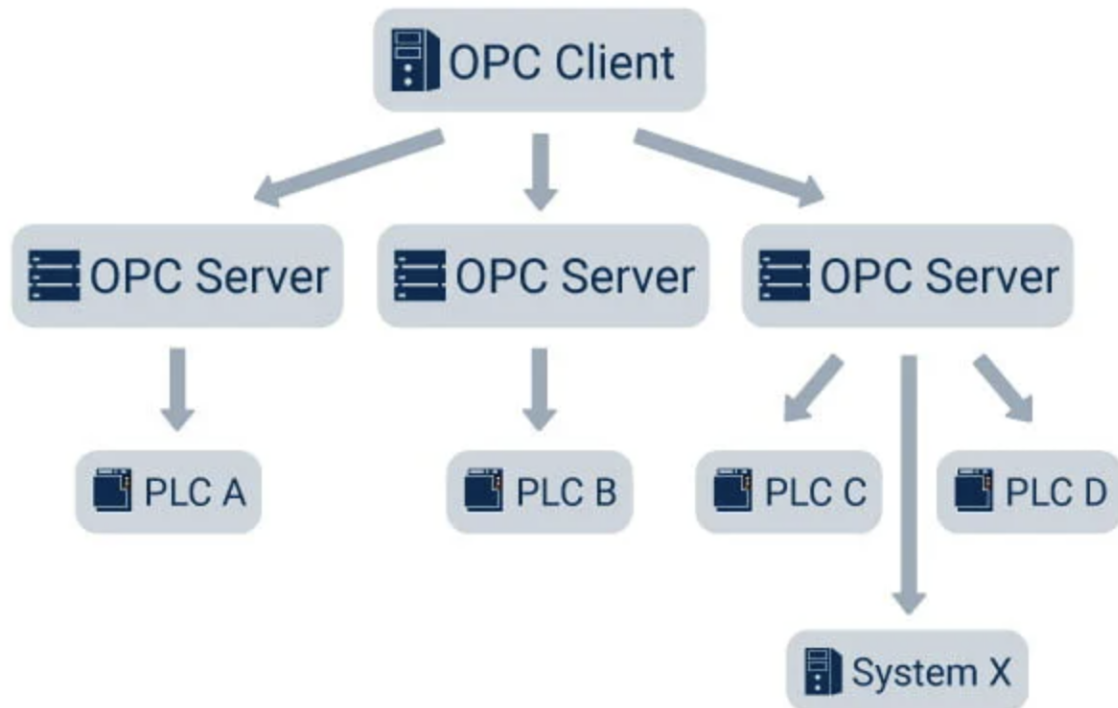 OPC Client
OPC Server
OPC Server
OPC Server
PLC A
PLC B
PLC C
PLC D
System X